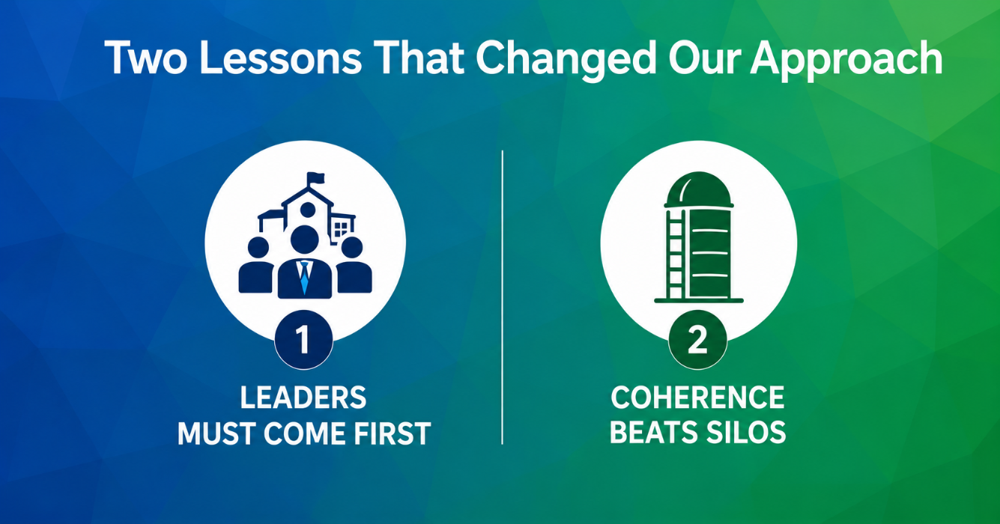 Two Lessons That Changed Our Approach
1
LEADERS
MUST COME FIRST
2
COHERENCE
BEATS SILOS